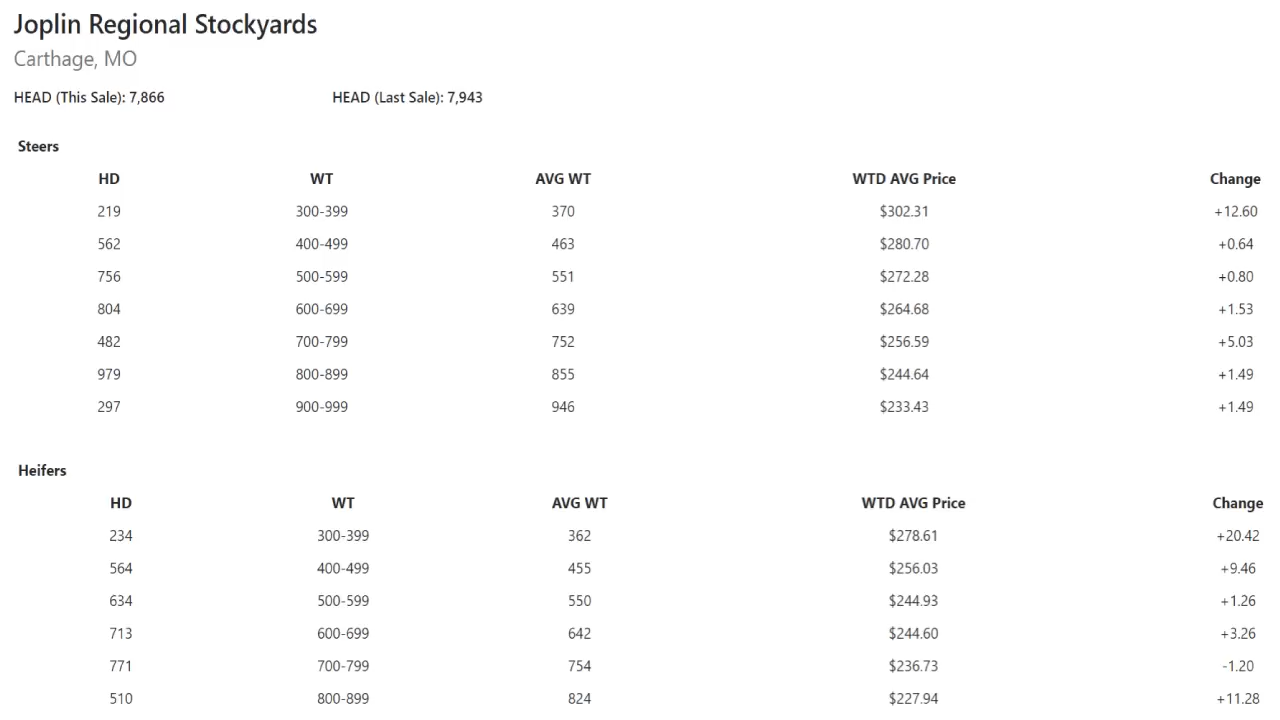 Joplin Regional Stockyards
Carthage, MO
HEAD (This Sale): 7,866 HEAD (Last Sale): 7,943
Steers
HD WT AVG WT WTD AVG Price Change
219 300-399 370 $302.31 +12.60
562 400-499 463 $280.70 +0.64
756 500-599 551 $272.28 +0.80
804 600-699 639 $264.68 +1.53
482 700-799 752 $256.59 +5.03
979 800-899 855 $244.64 +1.49
297 900-999 946 $233.43 +1.49
Heifers
HD WT AVG WT WTD AVG Price Change
234 300-399 362 $278.61 +20.42
564 400-499 455 $256.03 +9.46
634 500-599 550 $244.93 +1.26
713 600-699 642 $244.60 +3.26
771 700-799 754 $236.73 -1.20
510 800-899 824 $227.94 +11.28